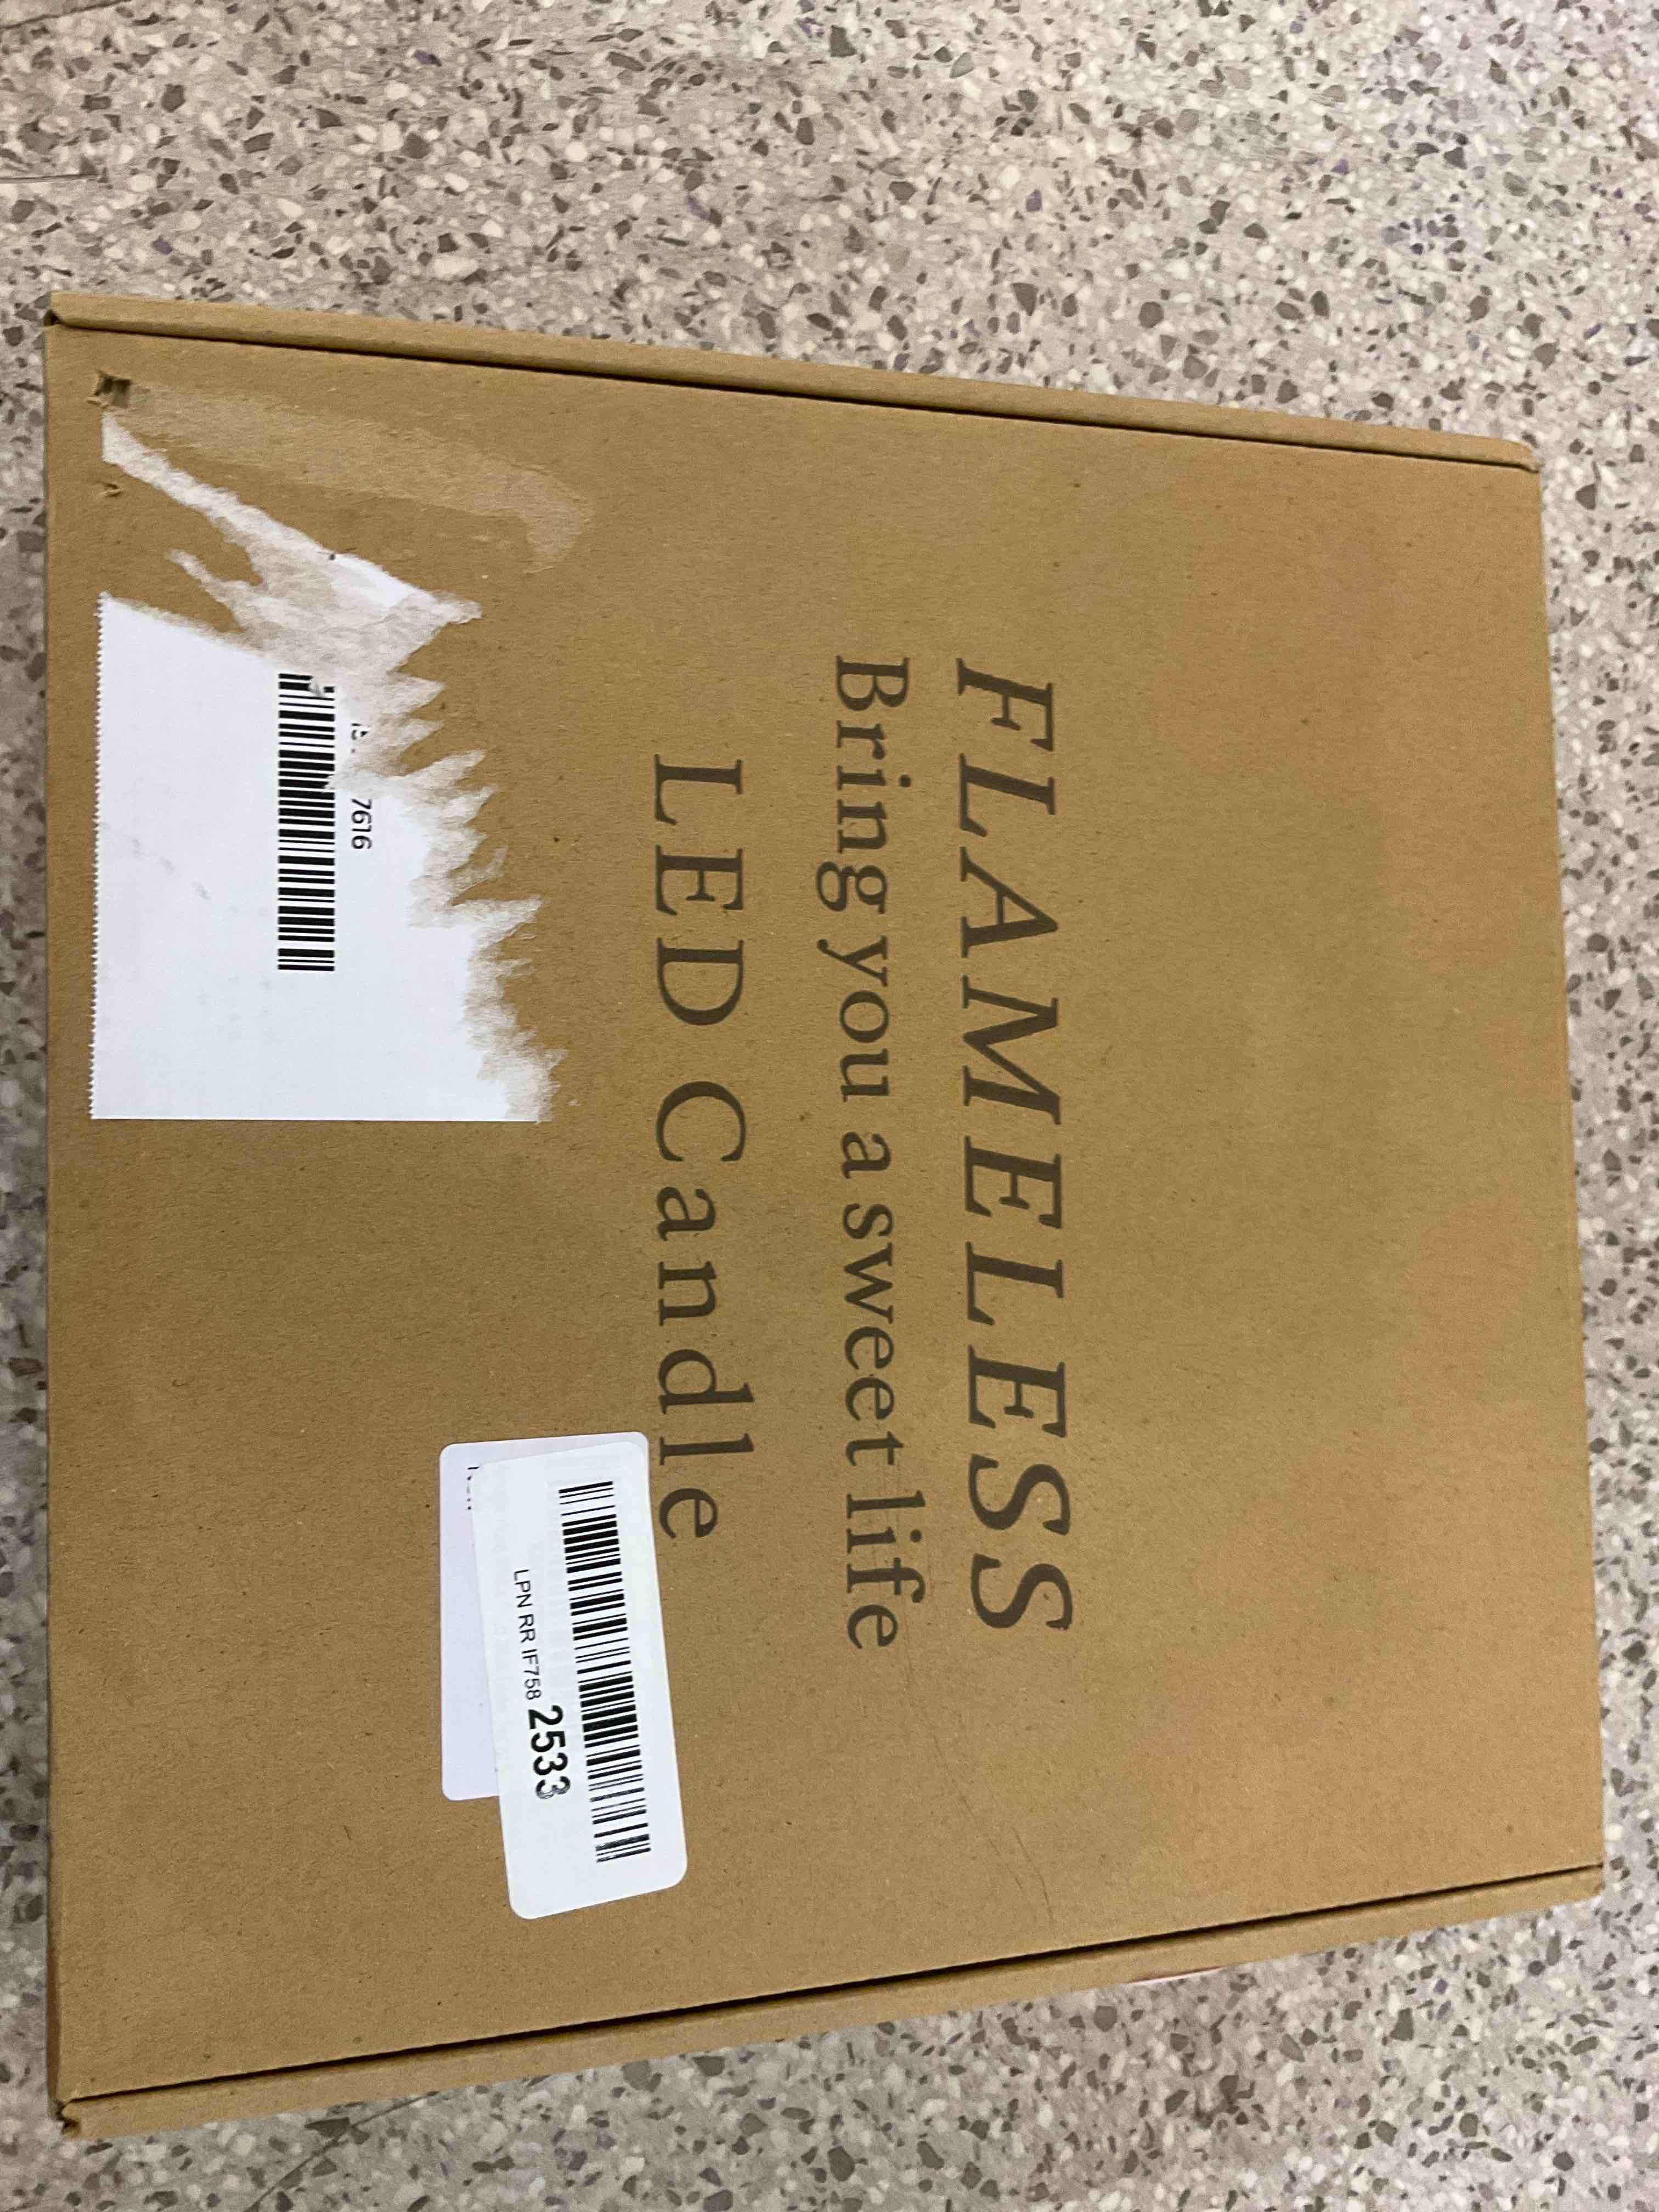 FLAMELESS
Bring you a sweet life
LED Candle
7616
LPN RR IF758 2533